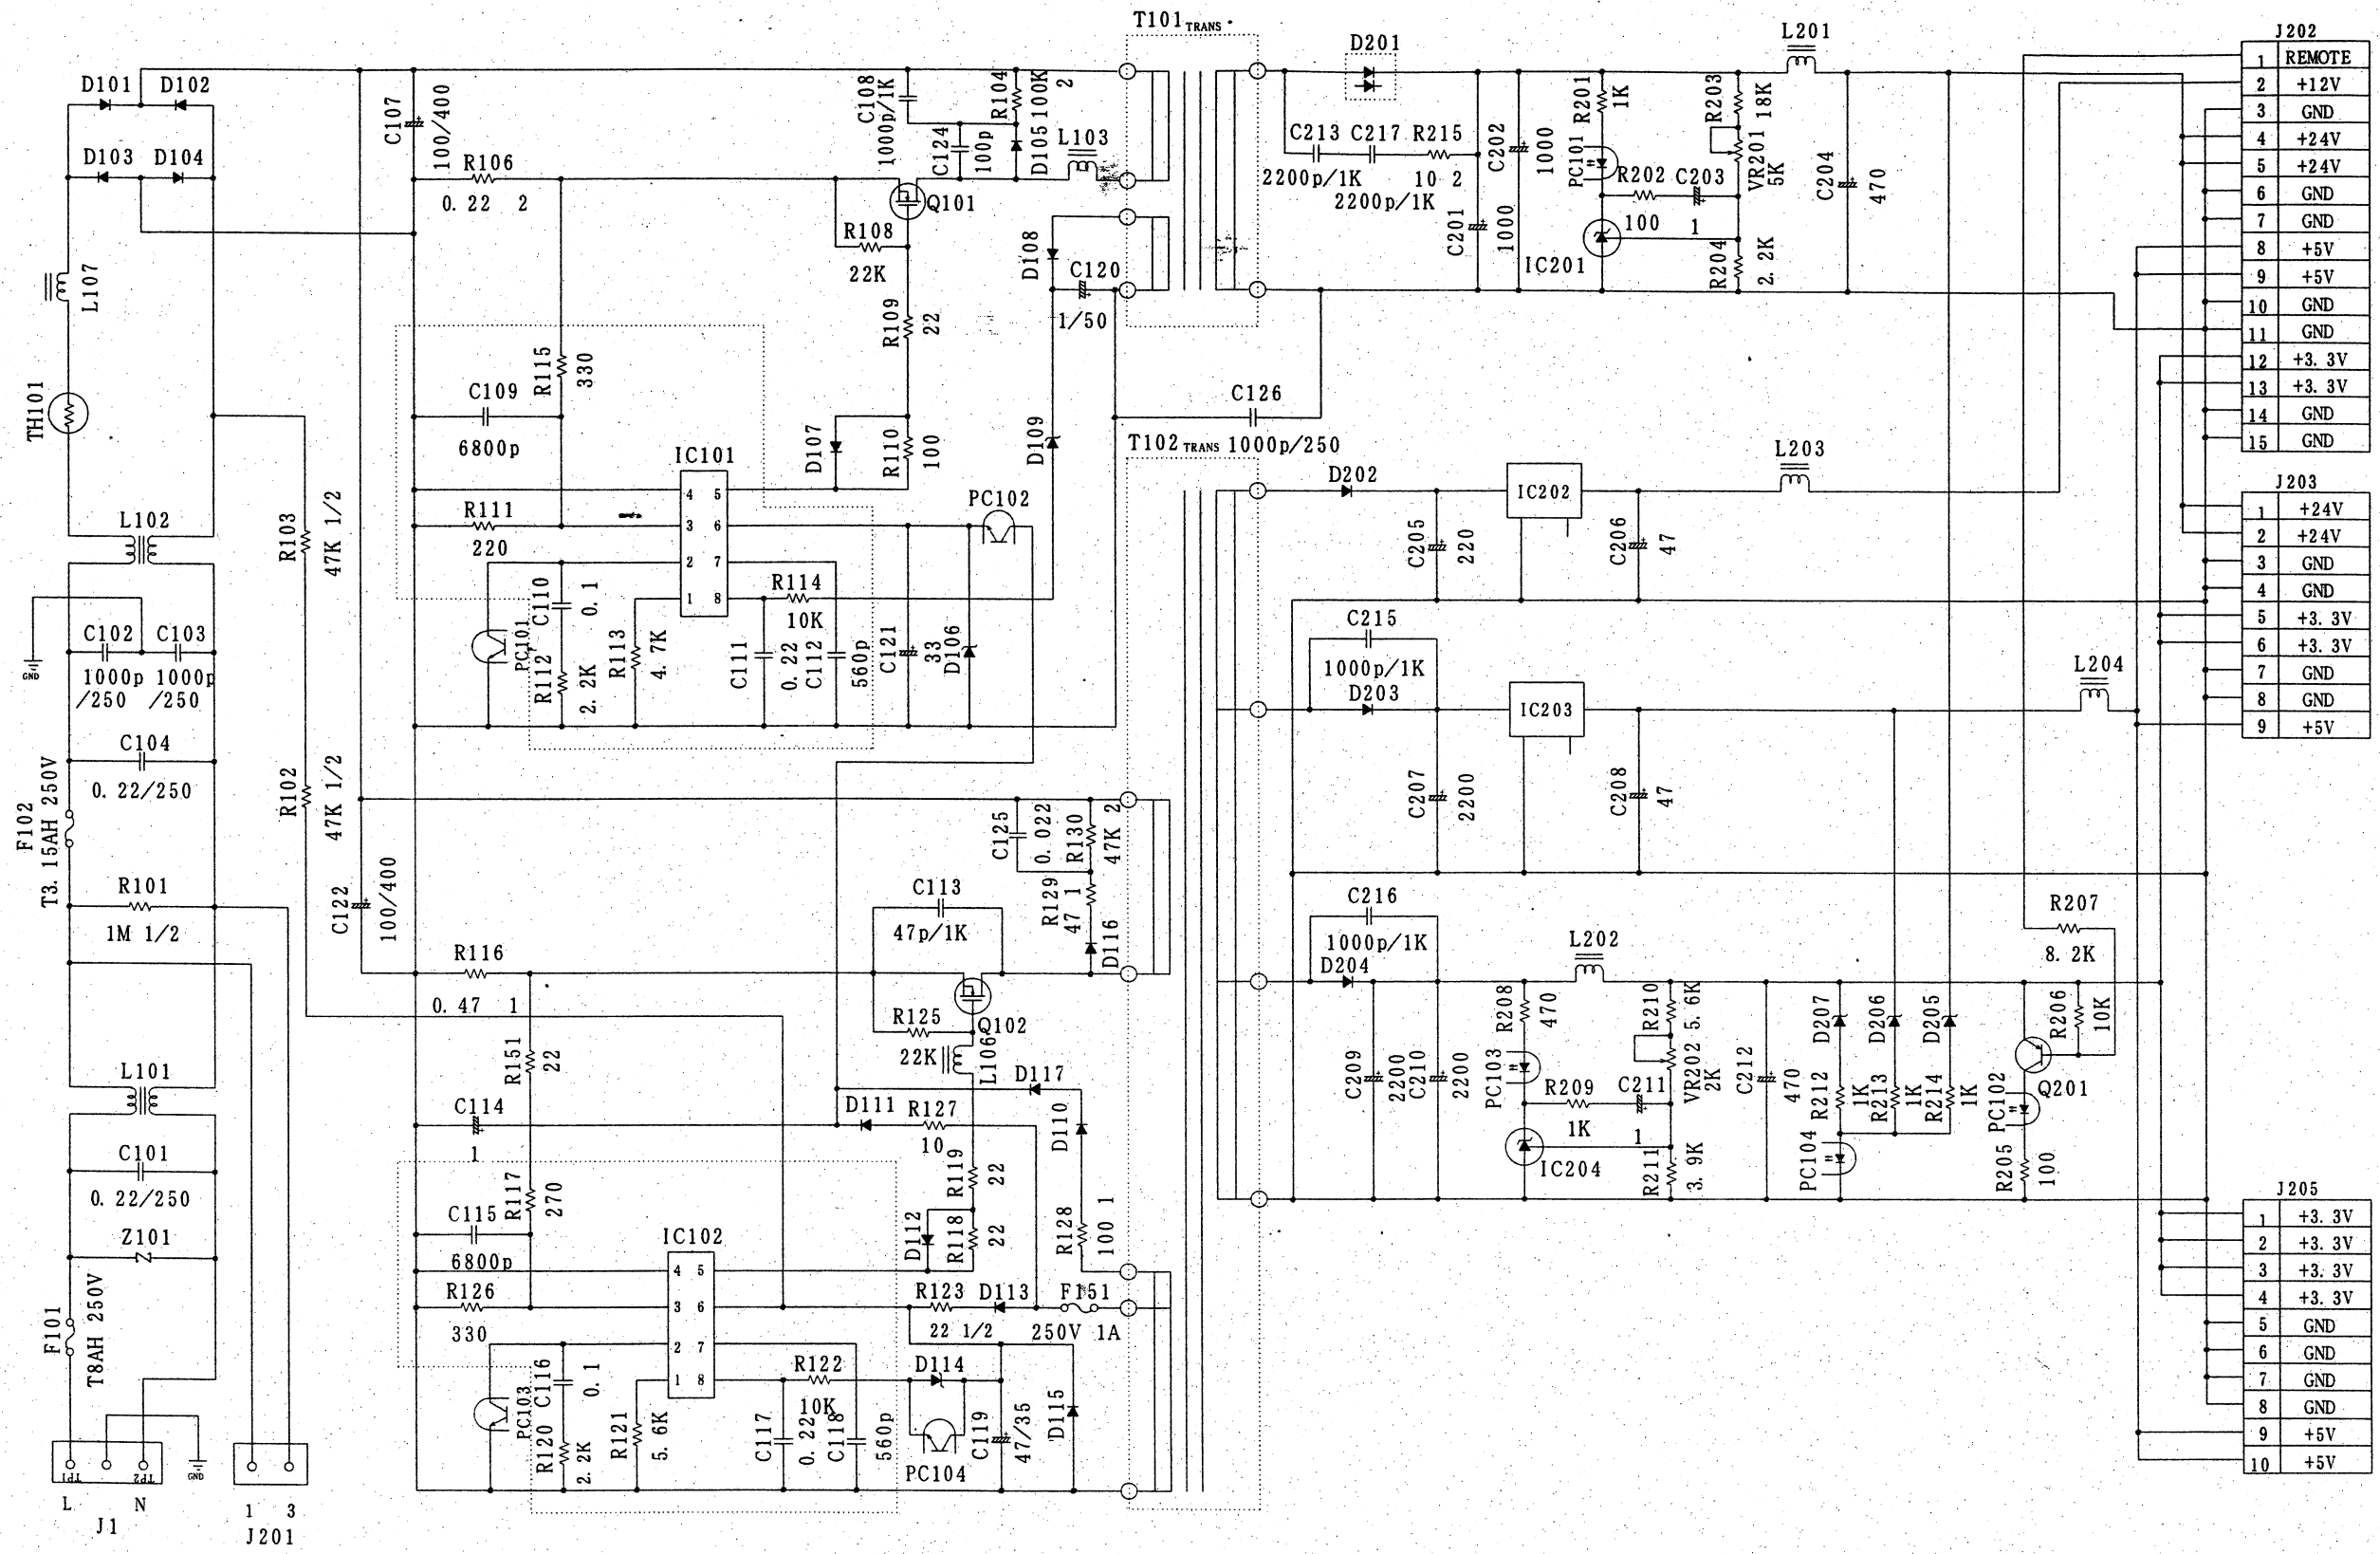 T101 TRANS
D101 D102
D103 D104
L107
TH101
L102
C102 C103
1000p 1000p
/250 /250
GND
C104
0. 22/250
F102
T3. 15AH 250V
R101
1M 1/2
L101
C101
0. 22/250
Z101
F101
T8AH 250V
TP1 TP2
GND
L N
J1
1 3
J201
R103
47K 1/2
R102
47K 1/2
C107
100/400
C122
100/400
R106
0. 22 2
C108
1000p/1K
R104
100K
2
C124
100p
D105
L103
Q101
R108
22K
R109
22
D108
C120
1/50
R115
330
C109
6800p
D107
R110
100
D109
IC101
4 5
3 6
2 7
1 8
PC102
R111
220
C110
0. 1
PC101
R112
2. 2K
R113
4. 7K
R114
10K
C111
0. 22
C112
560p
C121
33
D106
C126
1000p/250
T102 TRANS
C125
0. 022
R130
47K 2
R129
47 1
D116
C113
47p/1K
R116
0. 47 1
R125
22K
Q102
L106
D117
R151
22
C114
1
D111
R127
10
D110
R119
22
R117
270
C115
6800p
D112
R118
22
R128
100 1
IC102
4 5
3 6
2 7
1 8
R126
330
R123
22 1/2
D113
F151
250V 1A
C116
0. 1
PC103
R120
2. 2K
R121
5. 6K
R122
10K
D114
C117
0. 22
C118
560p
PC104
C119
47/35
D115
D201
C213 C217 R215
2200p/1K 10 2
2200p/1K
C202
1000
C201
1000
R201
1K
PC101
R202
100
C203
1
IC201
R203
18K
VR201
5K
R204
2. 2K
L201
C204
470
D202
IC202
L203
C205
220
C206
47
C215
1000p/1K
D203
IC203
L204
C207
2200
C208
47
C216
1000p/1K
D204
L202
C209
2200
C210
2200
R208
470
PC103
R209
1K
C211
1
IC204
R210
5. 6K
VR202
2K
R211
3. 9K
C212
470
D207
D206
D205
R212
1K
R213
1K
R214
1K
PC104
R207
8. 2K
R206
10K
Q201
PC102
R205
100
J202
1 REMOTE
2 +12V
3 GND
4 +24V
5 +24V
6 GND
7 GND
8 +5V
9 +5V
10 GND
11 GND
12 +3. 3V
13 +3. 3V
14 GND
15 GND
J203
1 +24V
2 +24V
3 GND
4 GND
5 +3. 3V
6 +3. 3V
7 GND
8 GND
9 +5V
J205
1 +3. 3V
2 +3. 3V
3 +3. 3V
4 +3. 3V
5 GND
6 GND
7 GND
8 GND
9 +5V
10 +5V